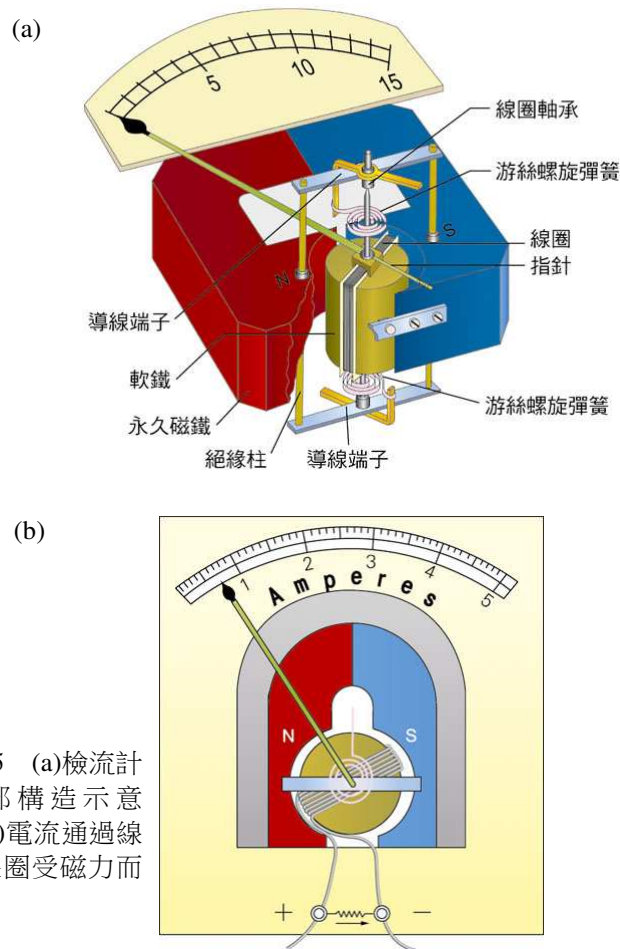 (a)
5
10
15
線圈軸承
游絲螺旋彈簧
S
線圈
指針
N
導線端子
軟鐵
永久磁鐵
絕緣柱
導線端子
游絲螺旋彈簧
(b)
1
2
3
4
5
Amperes
N
S
+
−
5 (a)檢流計
部構造示意
)電流通過線
圈受磁力而